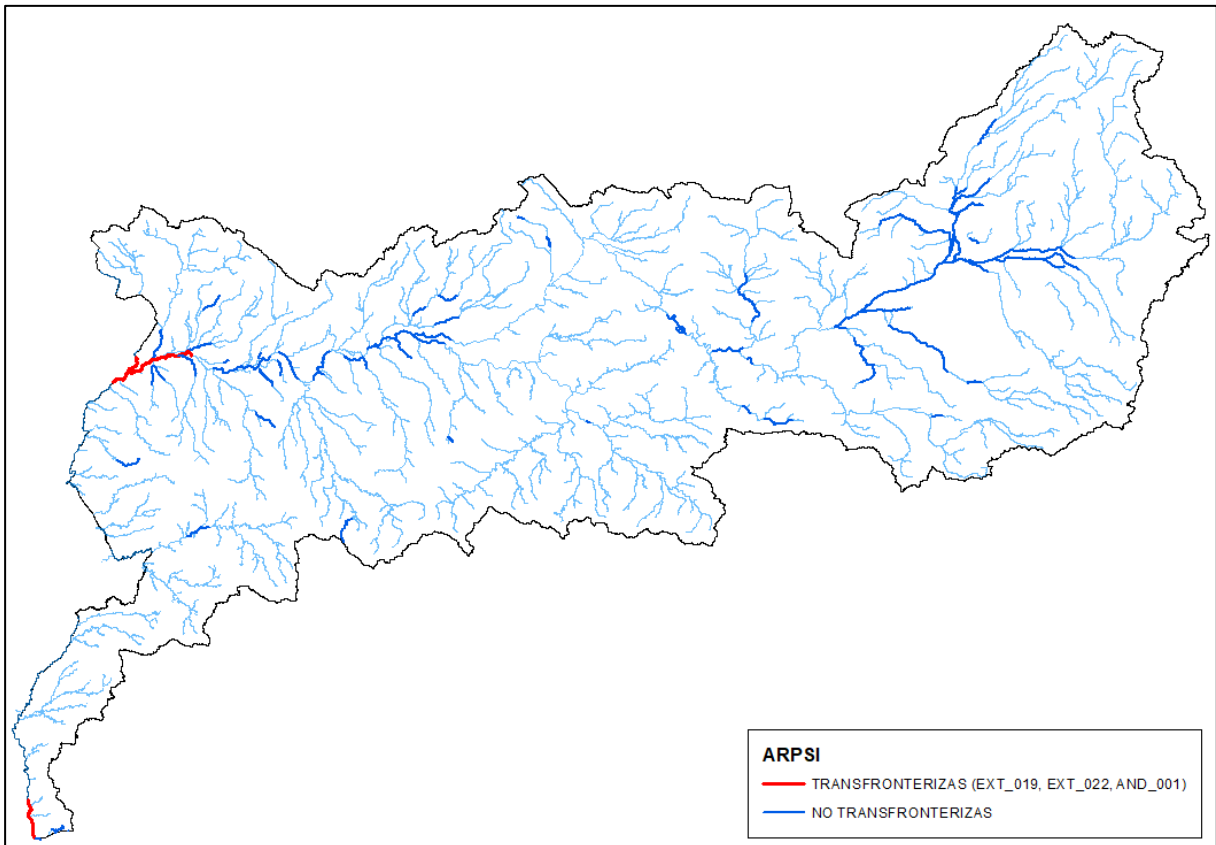 ARPSI
TRANSFRONTERIZAS (EXT_019, EXT_022, AND_001)
NO TRANSFRONTERIZAS